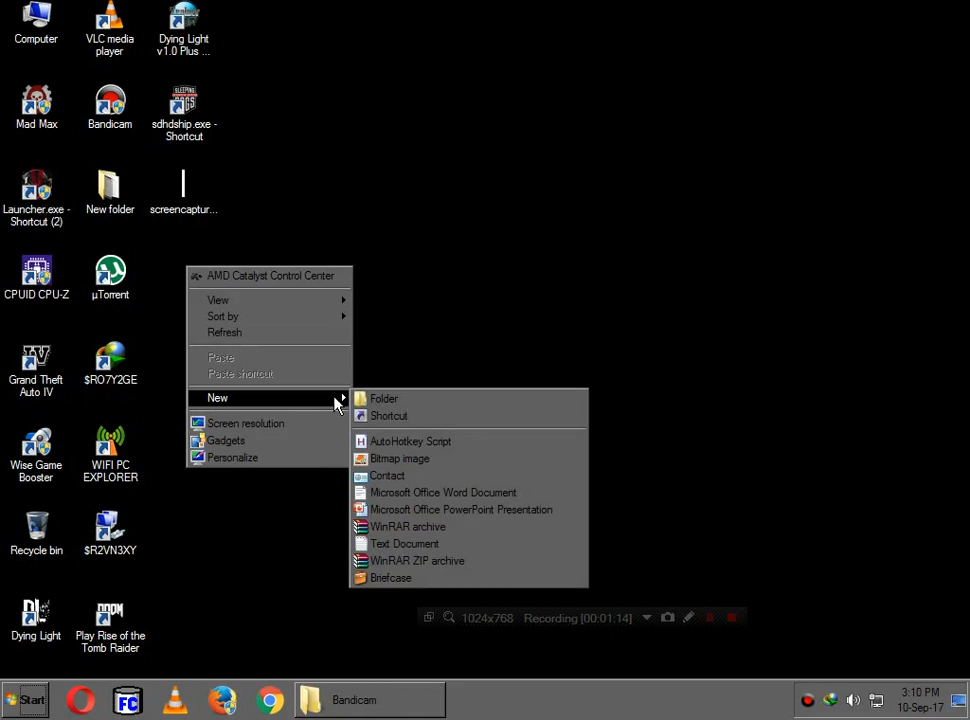 Computer
VLC media
player
Dying Light
v1.0 Plus ...
Mad Max
Bandicam
sdhdship.exe -
Shortcut
Launcher.exe -
Shortcut (2)
New folder
screencaptur...
CPUID CPU-Z
µTorrent
Grand Theft
Auto IV
$RO7Y2GE
Wise Game
Booster
WIFI PC
EXPLORER
Recycle bin
$R2VN3XY
Dying Light
Play Rise of the
Tomb Raider
AMD Catalyst Control Center
View
Sort by
Refresh
Paste
Paste shortcut
New
Screen resolution
Gadgets
Personalize
Folder
Shortcut
AutoHotkey Script
Bitmap image
Contact
Microsoft Office Word Document
Microsoft Office PowerPoint Presentation
WinRAR archive
Text Document
WinRAR ZIP archive
Briefcase
1024x768 Recording [00:01:14]
Start
FC
Bandicam
3:10 PM
10-Sep-17